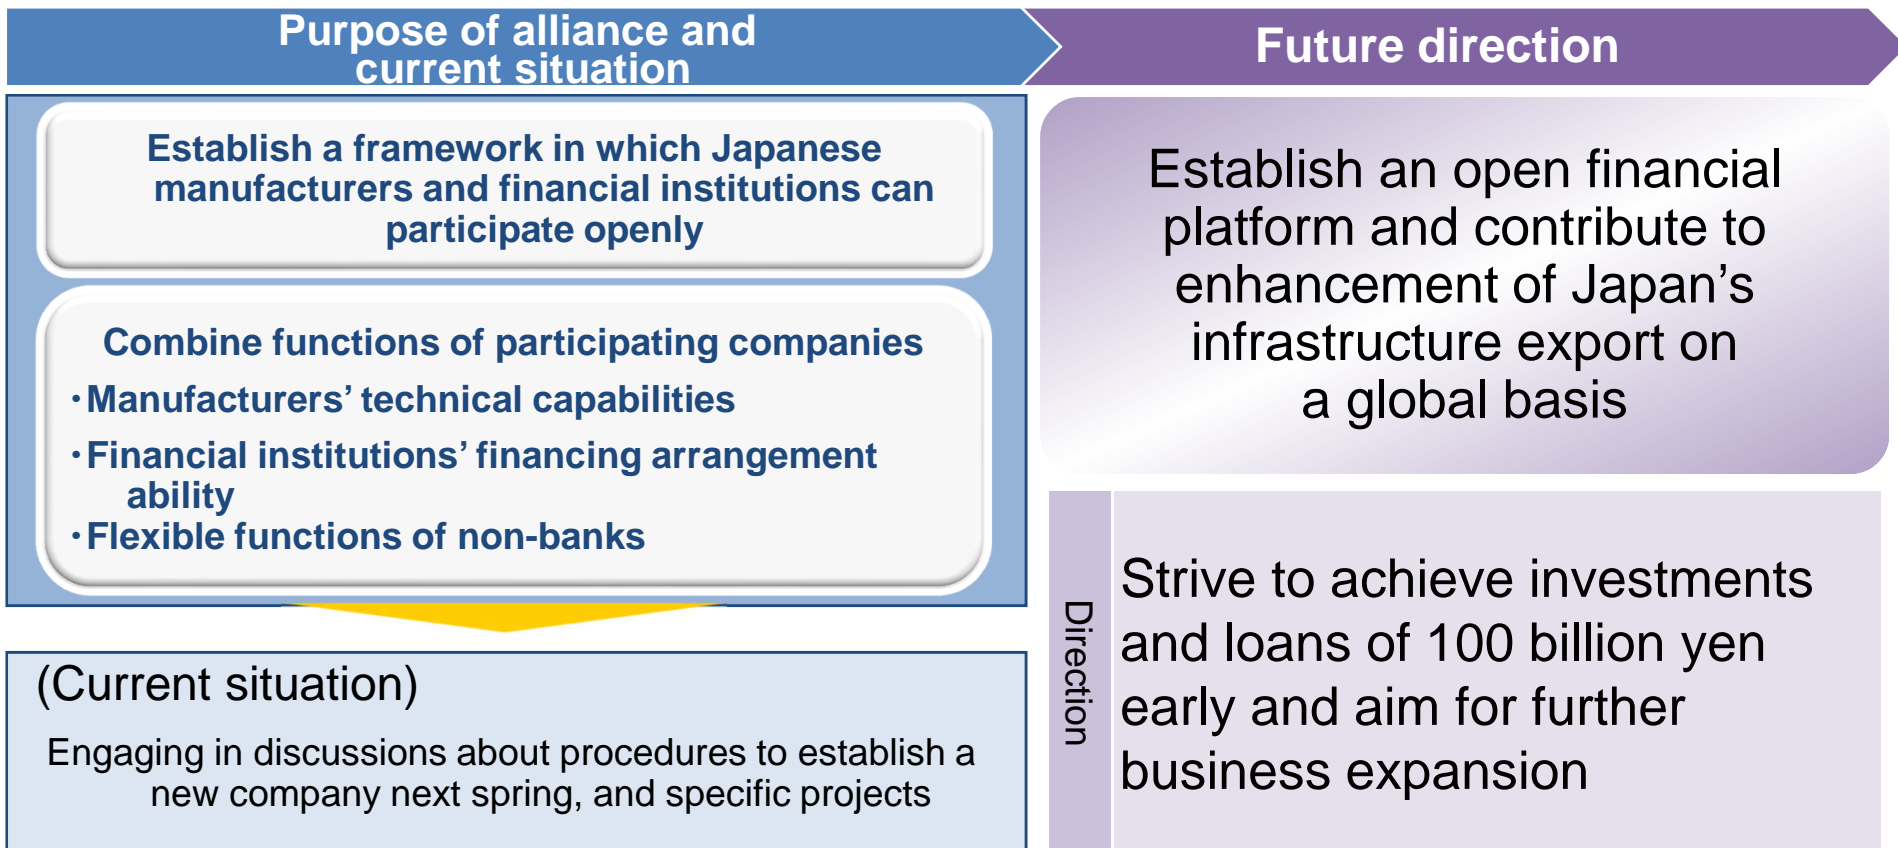 Purpose of alliance and
current situation
Establish a framework in which Japanese
manufacturers and financial institutions can
participate openly
Combine functions of participating companies
・Manufacturers’ technical capabilities
・Financial institutions’ financing arrangement
ability
・Flexible functions of non-banks
(Current situation)
Engaging in discussions about procedures to establish a
new company next spring, and specific projects
Future direction
Establish an open financial
platform and contribute to
enhancement of Japan’s
infrastructure export on
a global basis
Direction
Strive to achieve investments
and loans of 100 billion yen
early and aim for further
business expansion